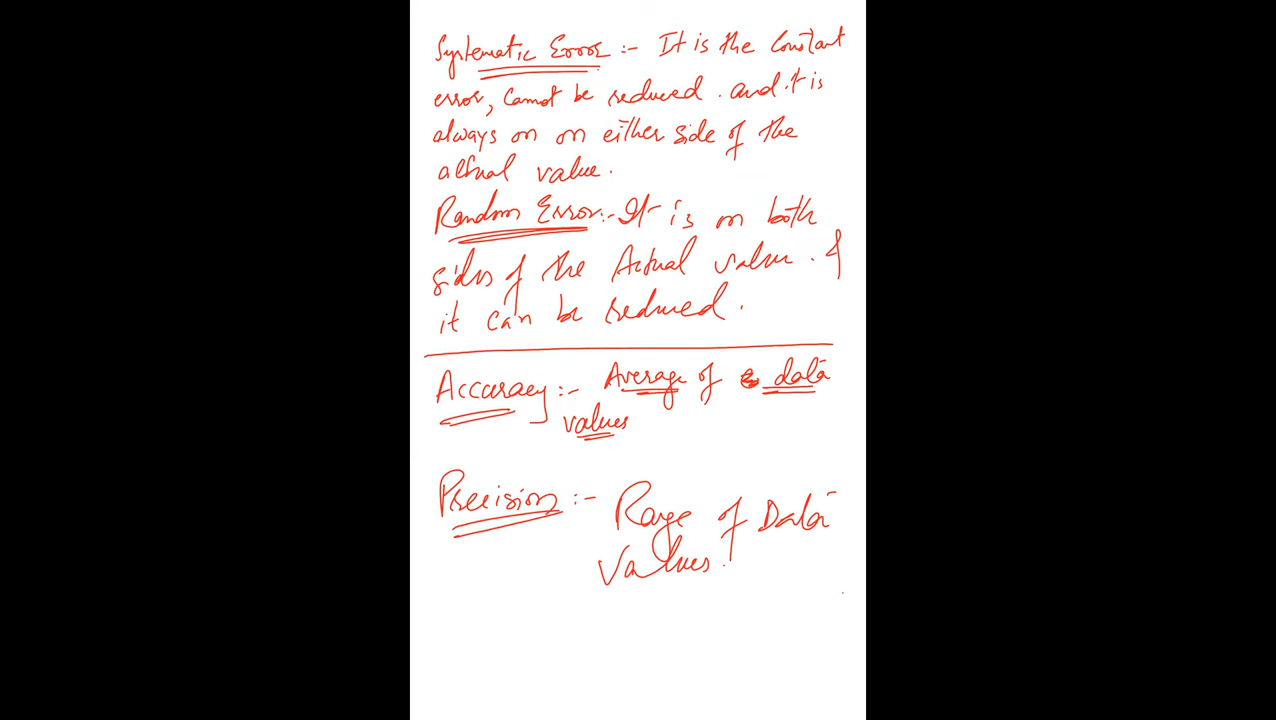 Systematic Error :- It is the constant
error, cannot be reduced. and it is
always on on either side of the
actual value.
Random Error:- It is on both
sides of the Actual value. &
it can be reduced.
Accuracy :- Average of data
values
Precision :- Range of Data
Values.